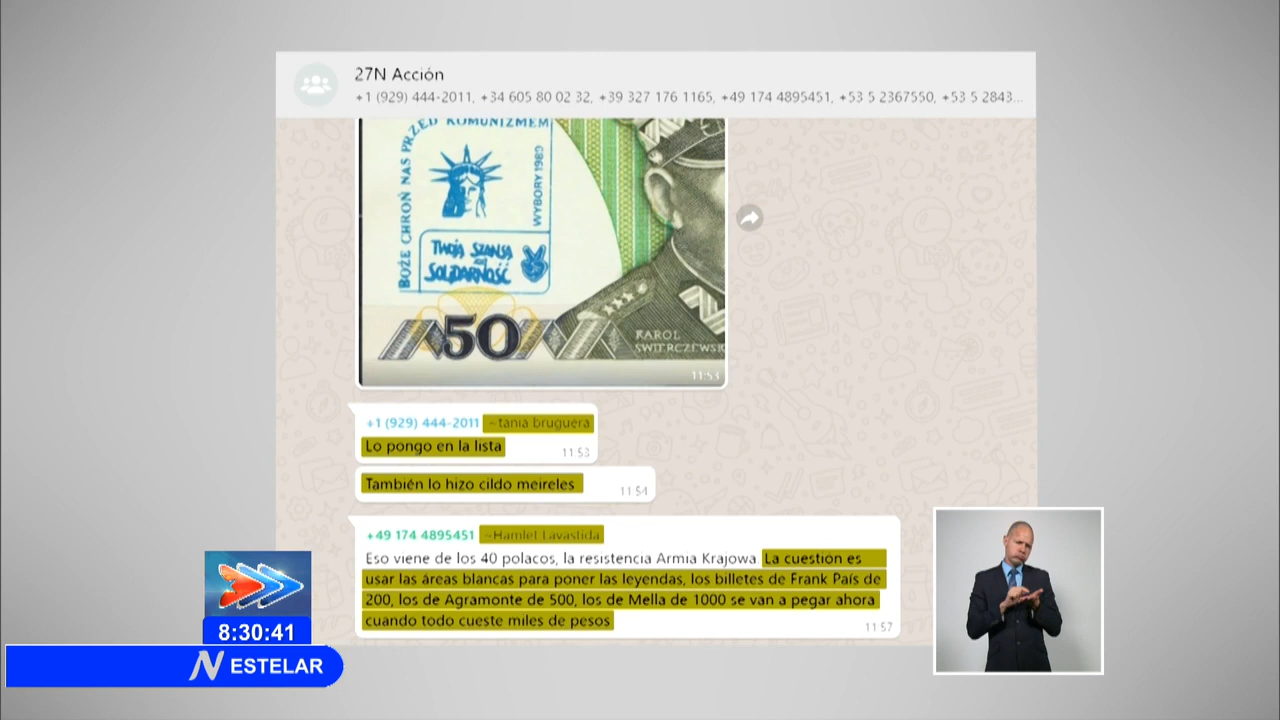 27N Acción
+1 (929) 444-2011, +34 605 80 02 32, +39 327 176 1165, +49 174 4895451, +53 5 2367550, +53 5 2843...
BOŻE CHROŃ NAS PRZED KOMUNIZMEM
WYBORY 1989
TWOJA SZANSA
SOLIDARNOŚĆ
50
KAROL
ŚWIERCZEWSK
11:53
+1 (929) 444-2011 ~tania bruguera
Lo pongo en la lista
11:53
También lo hizo cildo meireles
11:54
+49 174 4895451 ~Hamlet Lavastida
Eso viene de los 40 polacos, la resistencia Armia Krajowa La cuestión es
usar las áreas blancas para poner las leyendas, los billetes de Frank País de
200, los de Agramonte de 500, los de Mella de 1000 se van a pegar ahora
cuando todo cueste miles de pesos
11:57
8:30:41
N ESTELAR